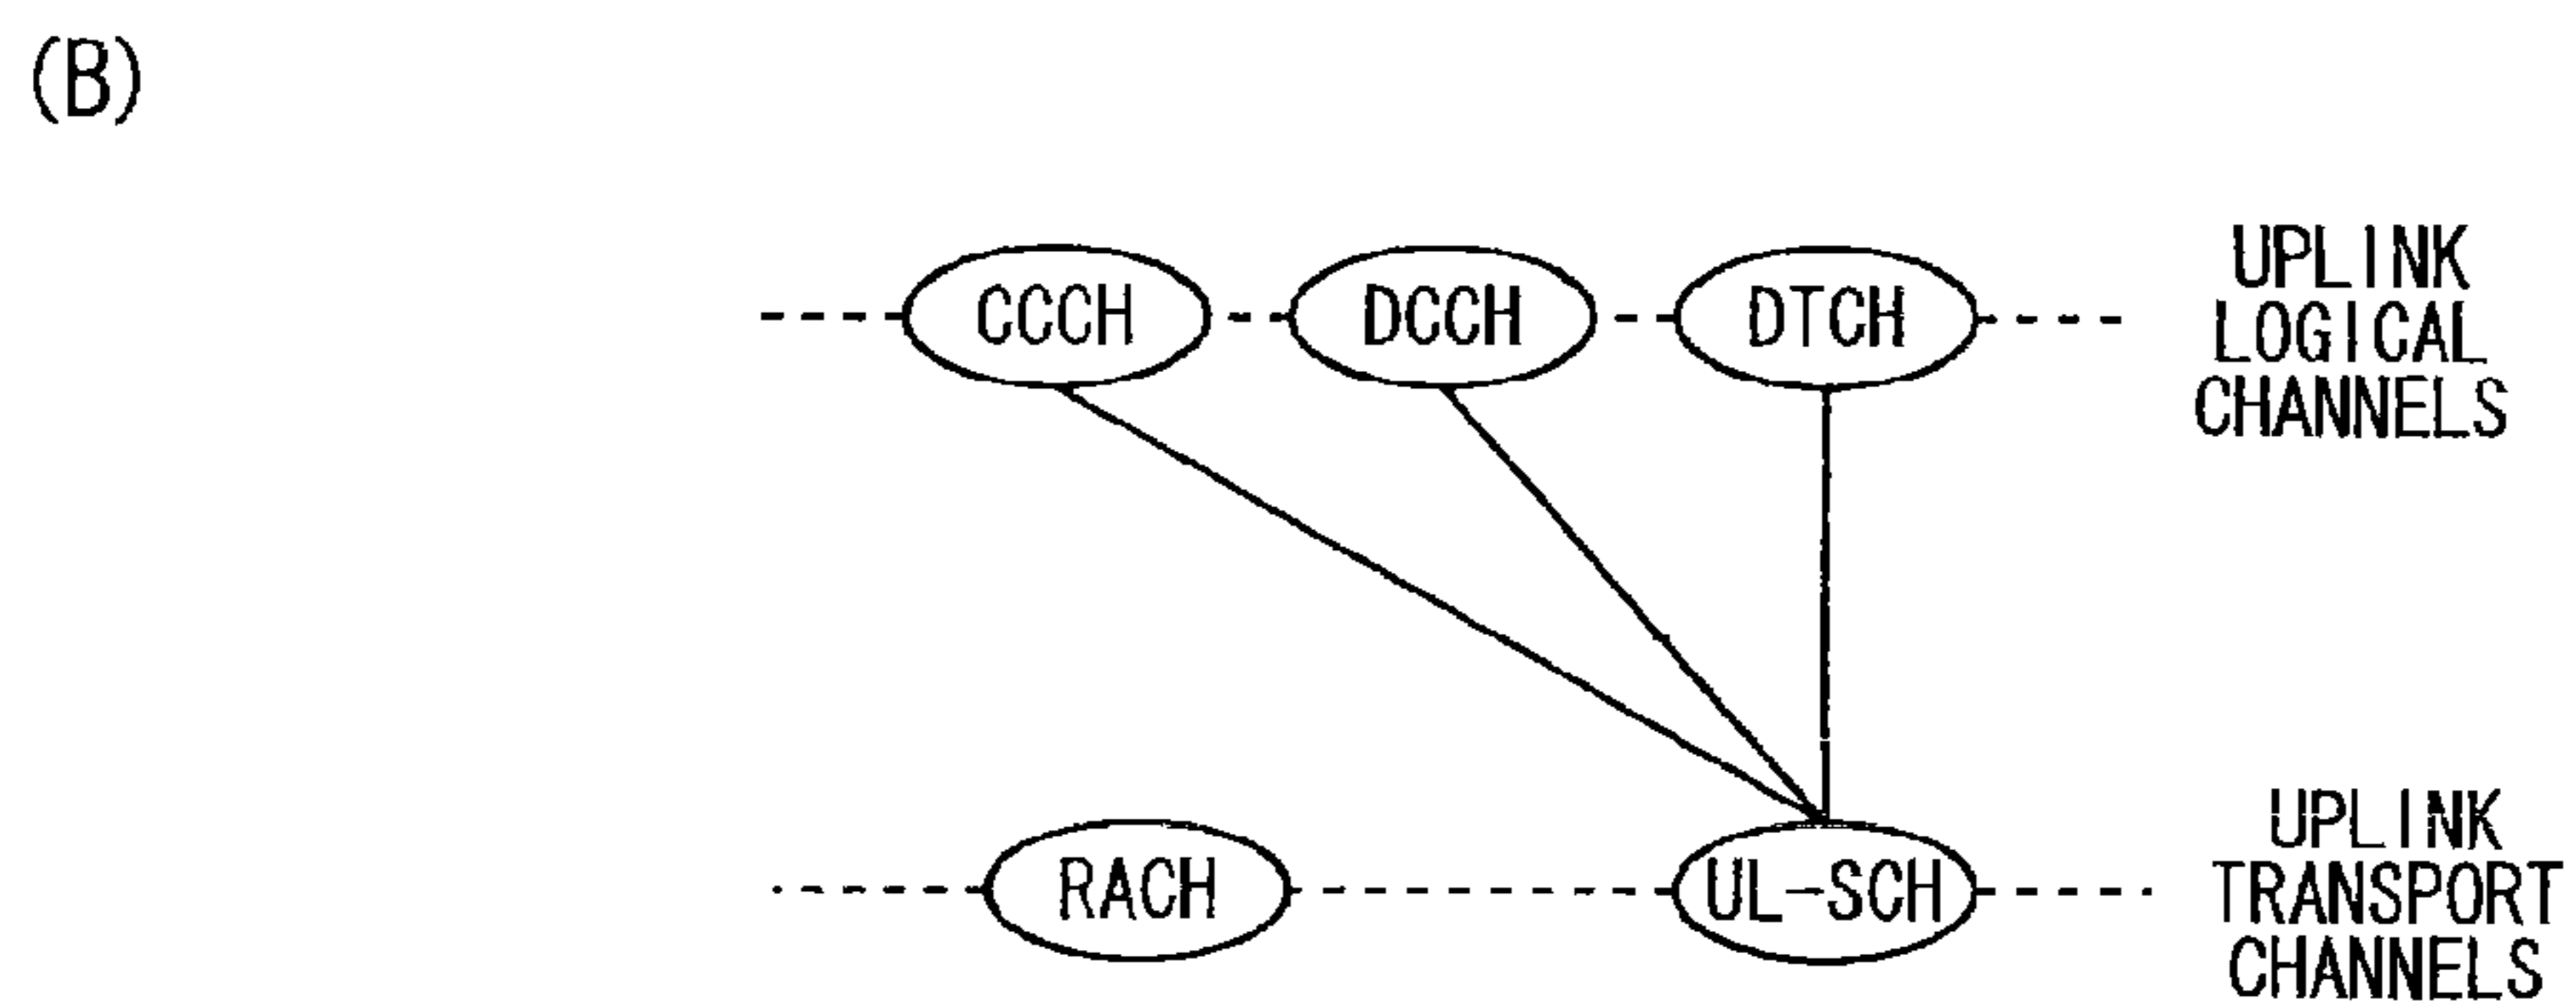 (B)
CCCH
DCCH
DTCH
UPLINK
LOGICAL
CHANNELS
RACH
UL-SCH
UPLINK
TRANSPORT
CHANNELS